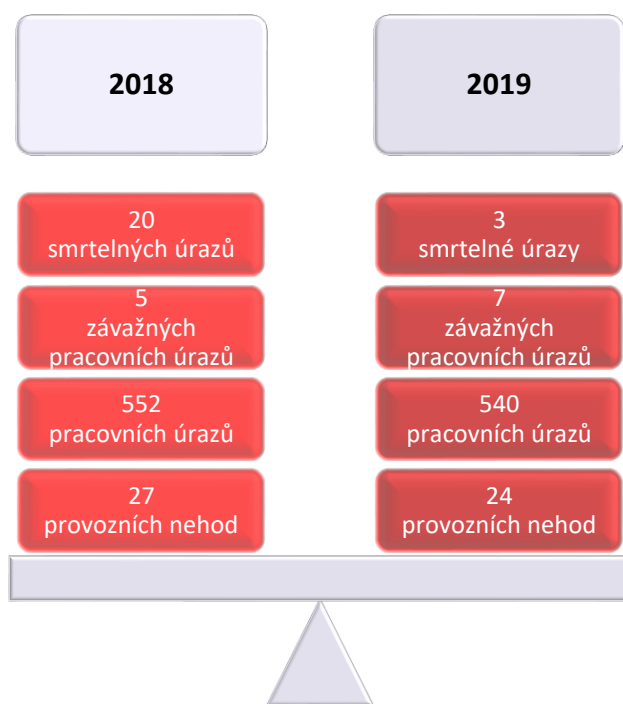 2018
20
smrtelných úrazů
5
závažných
pracovních úrazů
552
pracovních úrazů
27
provozních nehod
2019
3
smrtelné úrazy
7
závažných
pracovních úrazů
540
pracovních úrazů
24
provozních nehod